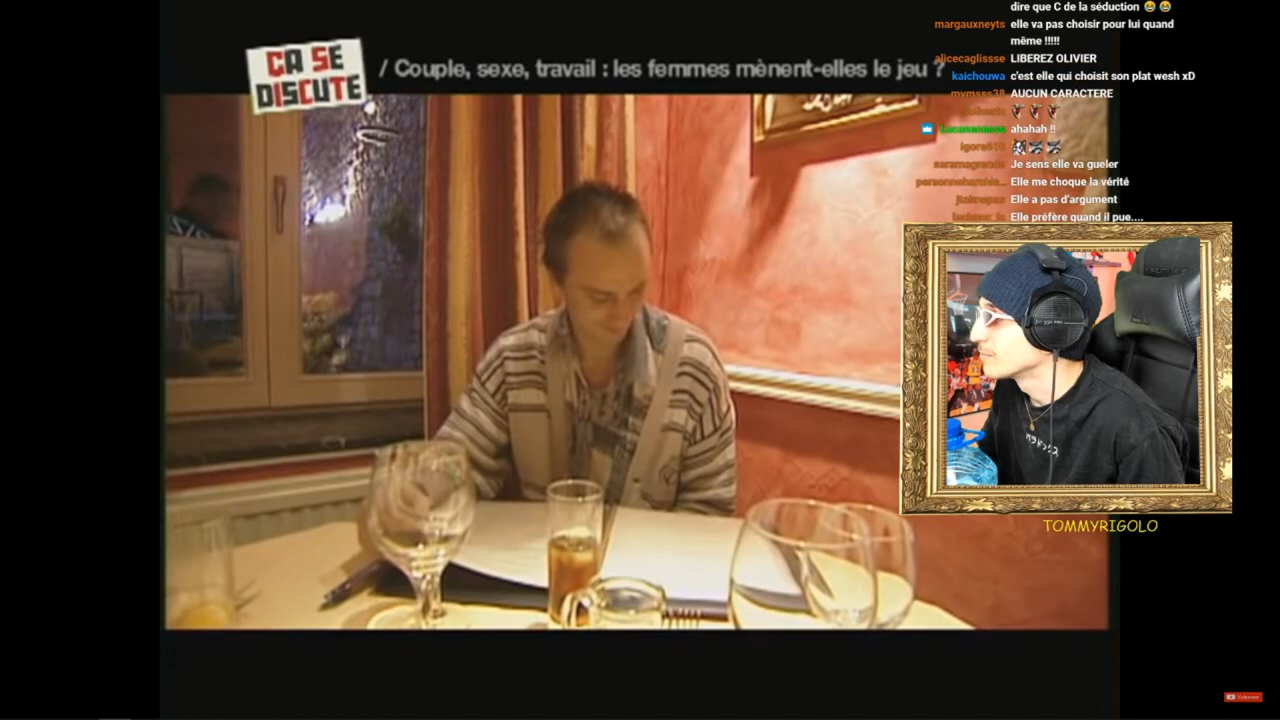 CA SE
DISCUTE
/ Couple, sexe, travail : les femmes mènent-elles le jeu ?
dire que C de la séduction
margauxneyts elle va pas choisir pour lui quand
même !!!!!
alicecaglissse LIBEREZ OLIVIER
kaichouwa c'est elle qui choisit son plat wesh xD
mymsss38 AUCUN CARACTERE
ahahah !!
Je sens elle va gueler
Elle me choque la vérité
Elle a pas d'argument
Elle préfère quand il pue....
TOMMYRIGOLO